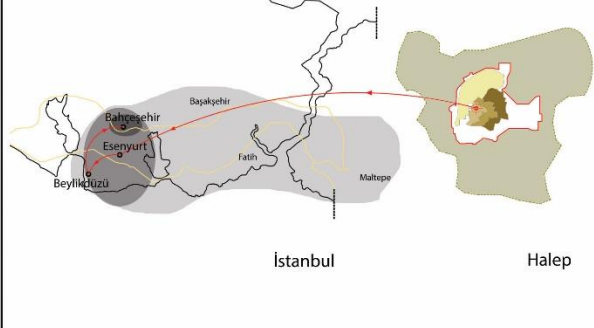 Başakşehir
Bahçeşehir
Esenyurt
Fatih
Beylikdüzü
Maltepe
İstanbul
Halep